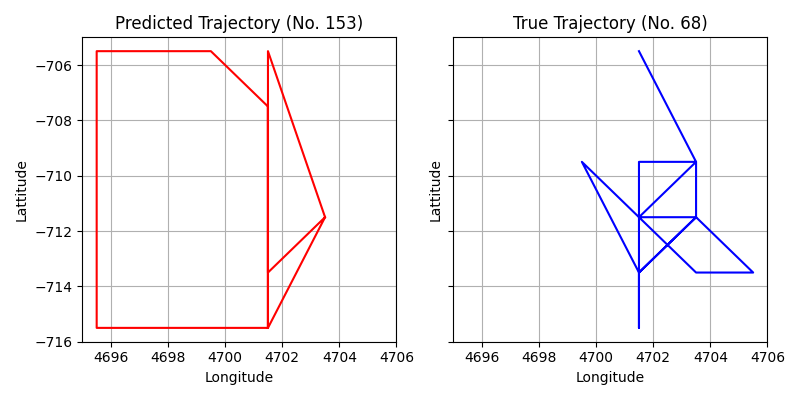 Predicted Trajectory (No. 153)
True Trajectory (No. 68)
−706
−708
−710
−712
−714
−716
Lattitude
Lattitude
4696 4698 4700 4702 4704 4706
4696 4698 4700 4702 4704 4706
Longitude
Longitude